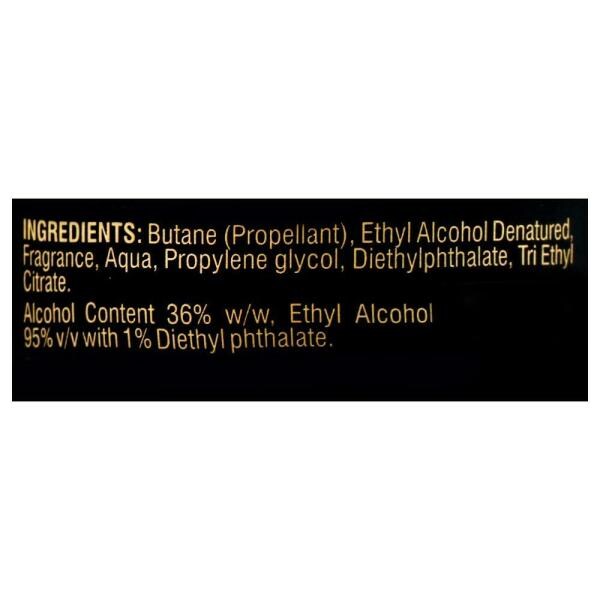 INGREDIENTS: Butane (Propellant), Ethyl Alcohol Denatured,
Fragrance, Aqua, Propylene glycol, Diethylphthalate, Tri Ethyl
Citrate.
Alcohol Content 36% w/w, Ethyl Alcohol
95% v/v with 1% Diethyl phthalate.